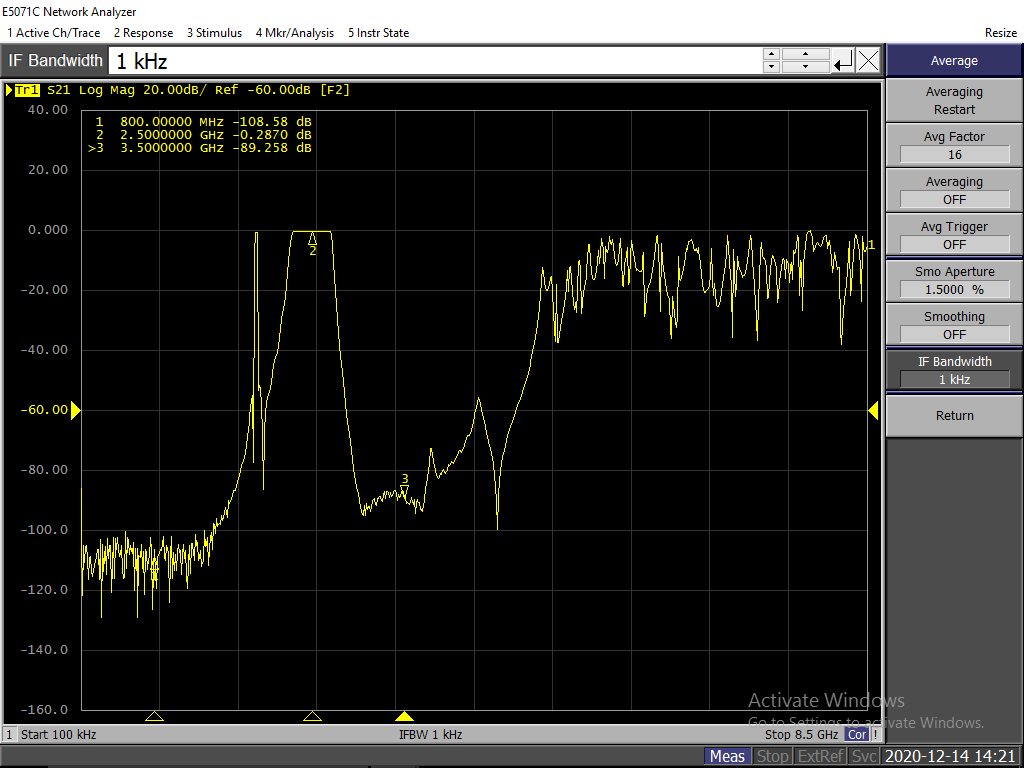 E5071C Network Analyzer
1 Active Ch/Trace 2 Response 3 Stimulus 4 Mkr/Analysis 5 Instr State Resize
IF Bandwidth 1 kHz
Tr1 S21 Log Mag 20.00dB/ Ref -60.00dB [F2]
40.00
1 800.00000 MHz -108.58 dB
2 2.5000000 GHz -0.2870 dB
>3 3.5000000 GHz -89.258 dB
20.00
0.000
2
1
-20.00
-40.00
-60.00
-80.00
3
-100.0
-120.0
-140.0
-160.0
1 Start 100 kHz IFBW 1 kHz Stop 8.5 GHz Cor !
Average
Averaging
Restart
Avg Factor
16
Averaging
OFF
Avg Trigger
OFF
Smo Aperture
1.5000 %
Smoothing
OFF
IF Bandwidth
1 kHz
Return
Activate Windows
Go to Settings to activate Windows.
Meas Stop ExtRef Svc 2020-12-14 14:21